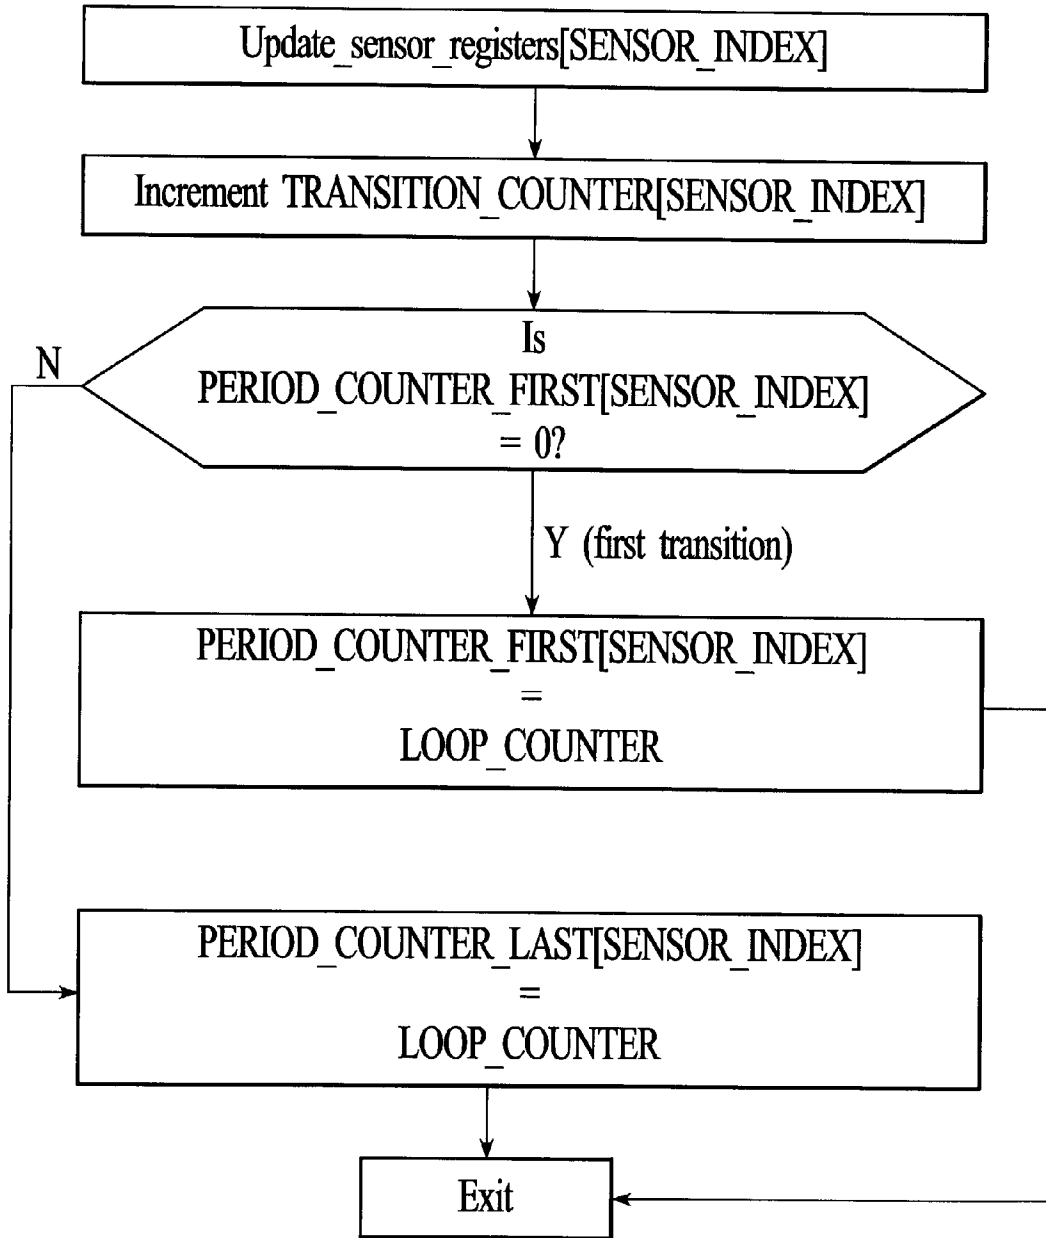 Update_sensor_registers[SENSOR_INDEX]
Increment TRANSITION_COUNTER[SENSOR_INDEX]
Is
PERIOD_COUNTER_FIRST[SENSOR_INDEX]
= 0?
N
Y (first transition)
PERIOD_COUNTER_FIRST[SENSOR_INDEX]
=
LOOP_COUNTER
PERIOD_COUNTER_LAST[SENSOR_INDEX]
=
LOOP_COUNTER
Exit